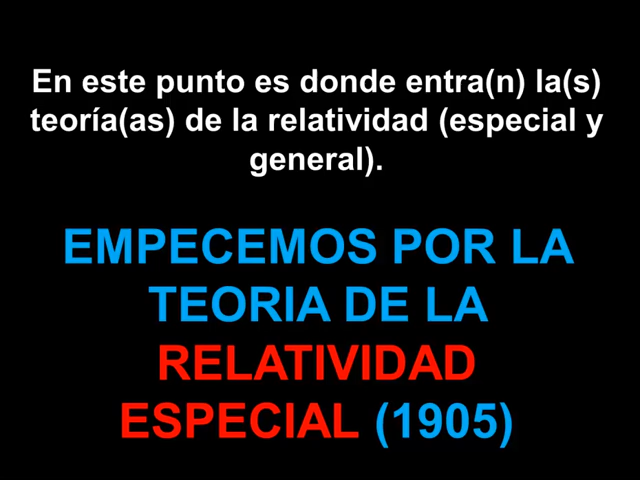 En este punto es donde entra(n) la(s)
teoría(as) de la relatividad (especial y
general).
EMPECEMOS POR LA
TEORIA DE LA
RELATIVIDAD
ESPECIAL (1905)